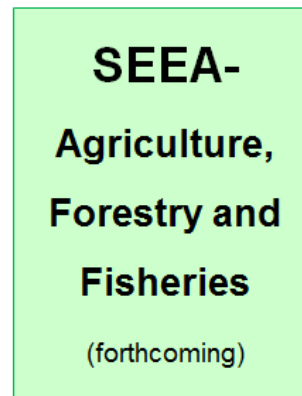 SEEA-
Agriculture,
Forestry and
Fisheries
(forthcoming)